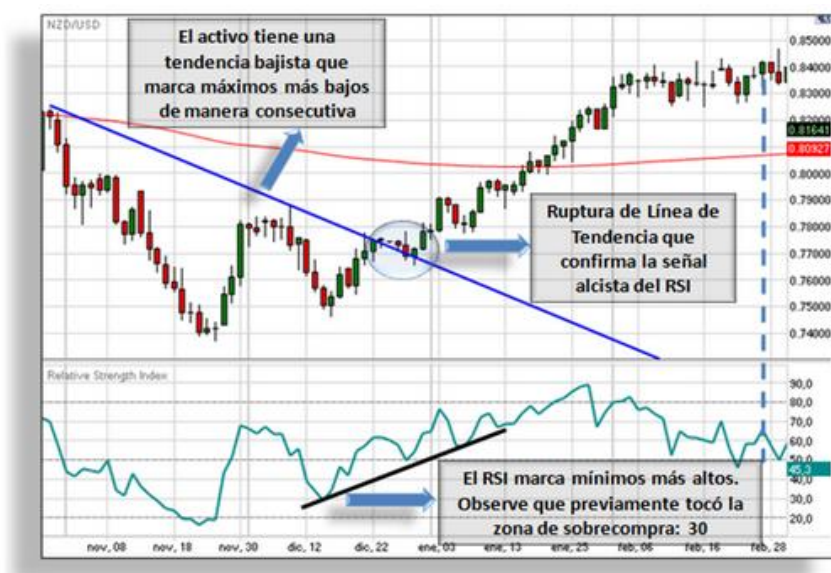 NZD/USD
El activo tiene una
tendencia bajista que
marca máximos más bajos
de manera consecutiva
0.85000
0.84000
0.83000
0.82000
0.81641
0.80927
0.80000
0.79000
0.78000
0.77000
0.76000
0.75000
0.74000
Ruptura de Línea de
Tendencia que
confirma la señal
alcista del RSI
Relative Strength Index
90,0
80,0
70,0
60,0
50,0
45,3
40,0
30,0
20,0
El RSI marca mínimos más altos.
Observe que previamente tocó la
zona de sobrecompra: 30
nov, 08
nov, 18
nov, 30
dic, 12
dic, 22
ene, 03
ene, 13
ene, 25
feb, 06
feb, 16
feb, 28